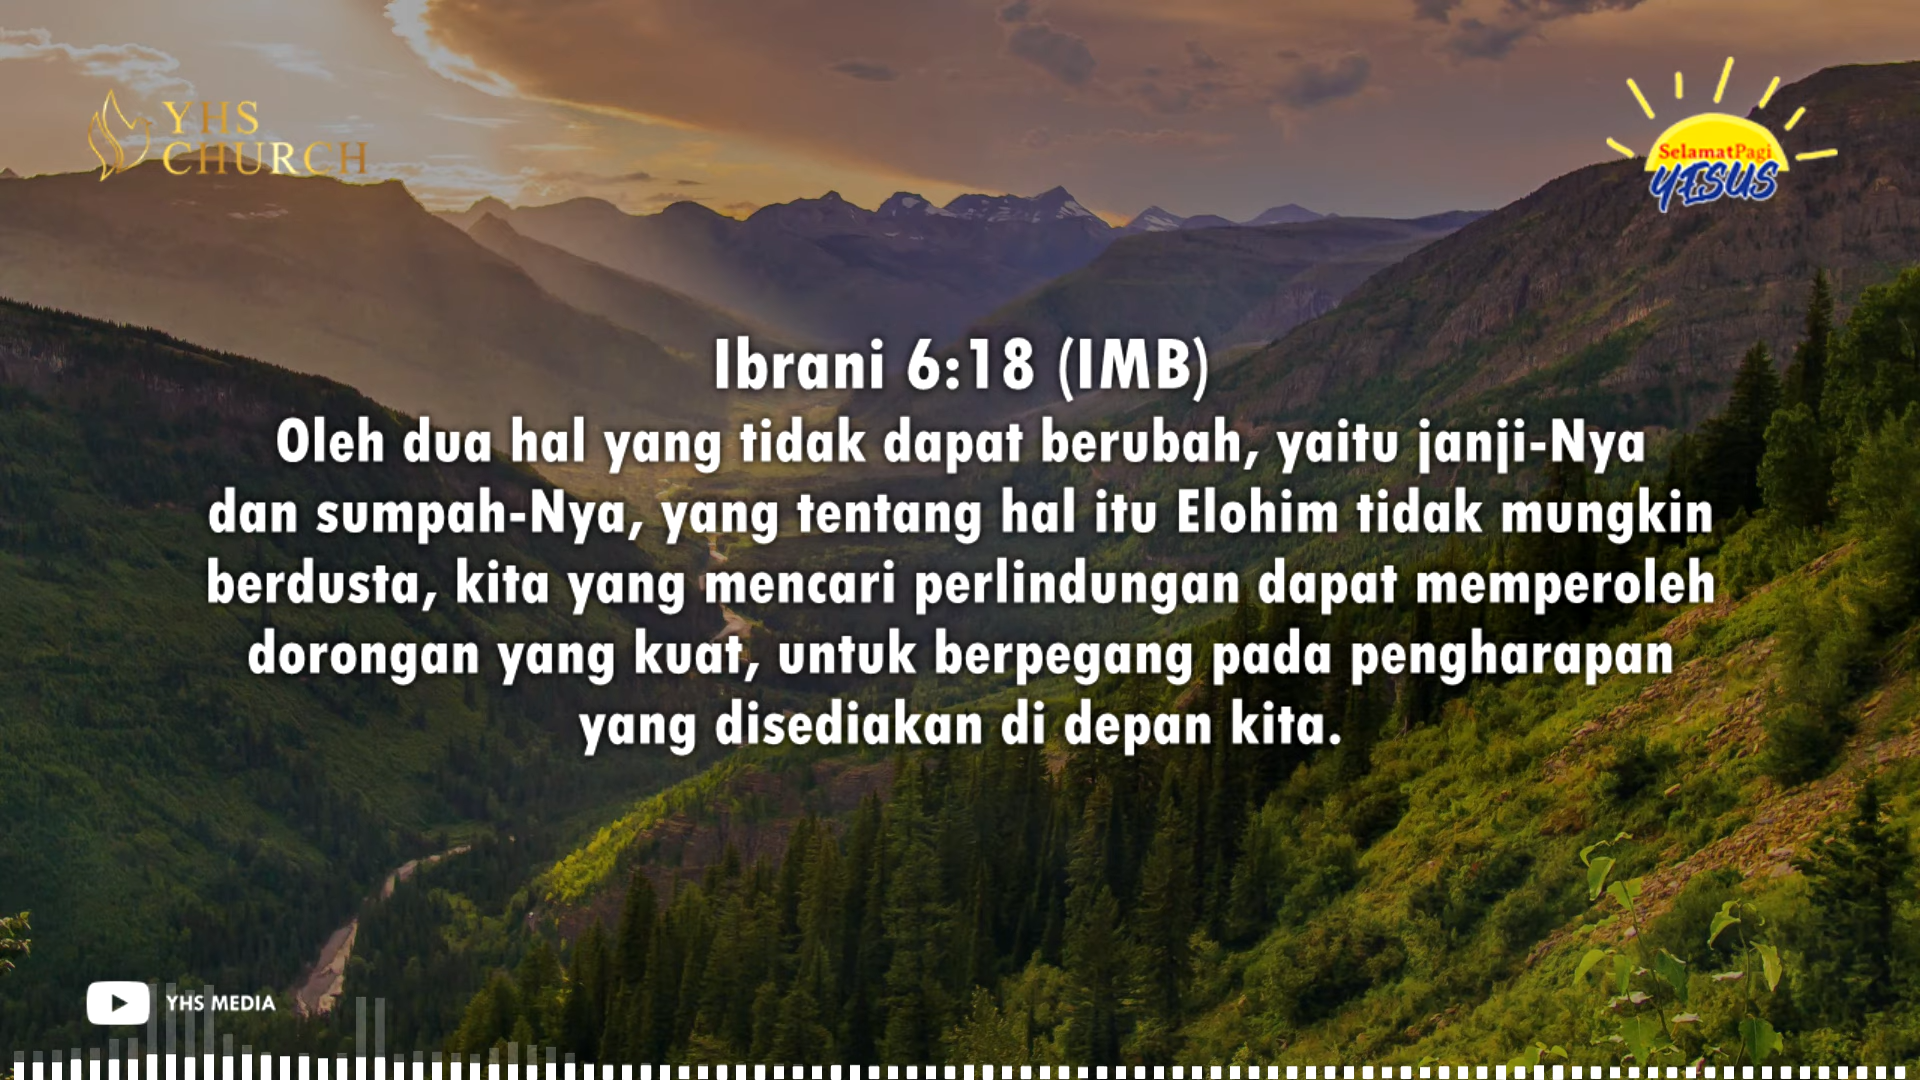 YHS
CHURCH
SelamatPagi
YESUS
Ibrani 6:18 (IMB)
Oleh dua hal yang tidak dapat berubah, yaitu janji-Nya
dan sumpah-Nya, yang tentang hal itu Elohim tidak mungkin
berdusta, kita yang mencari perlindungan dapat memperoleh
dorongan yang kuat, untuk berpegang pada pengharapan
yang disediakan di depan kita.
YHS MEDIA